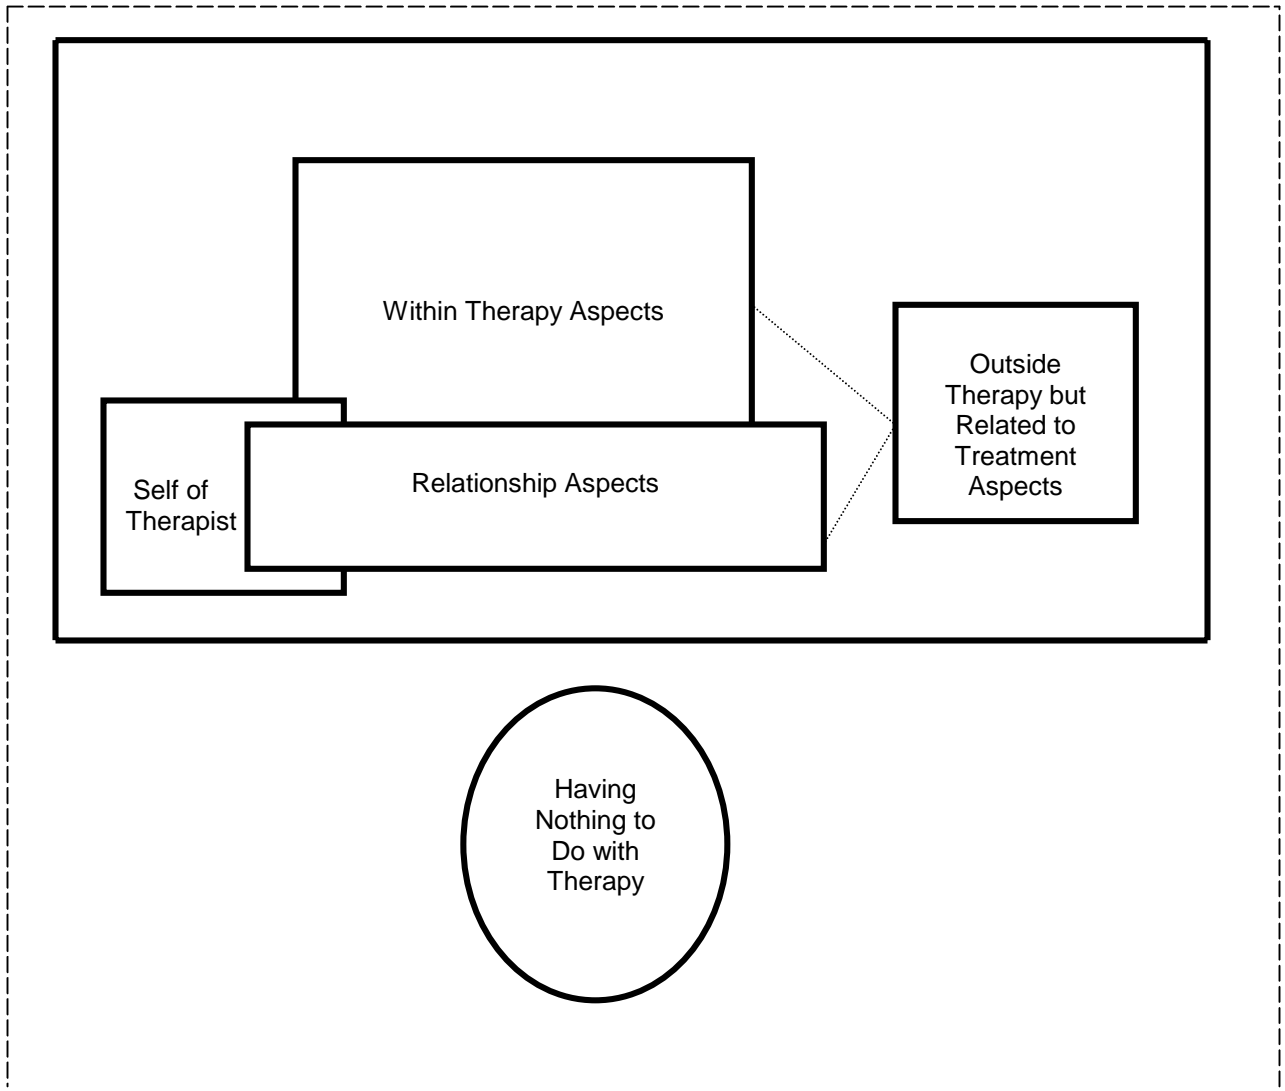 Within Therapy Aspects
Outside
Therapy but
Related to
Treatment
Aspects
Self of
Therapist
Relationship Aspects
Having
Nothing to
Do with
Therapy